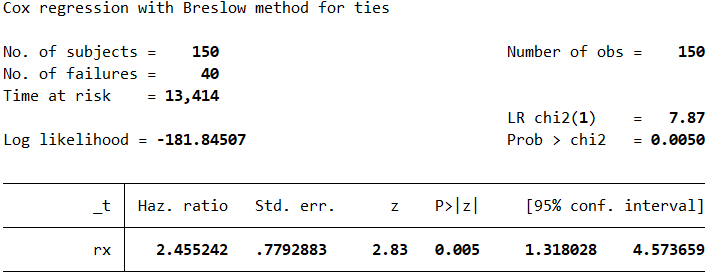 Cox regression with Breslow method for ties
No. of subjects =    150                                Number of obs =    150
No. of failures =     40
Time at risk    = 13,414
                                                        LR chi2(1)    =   7.87
Log likelihood = -181.84507                             Prob > chi2   = 0.0050
_t | Haz. ratio   Std. err.      z    P>|z|     [95% conf. interval]
rx |   2.455242   .7792883     2.83   0.005     1.318028    4.573659